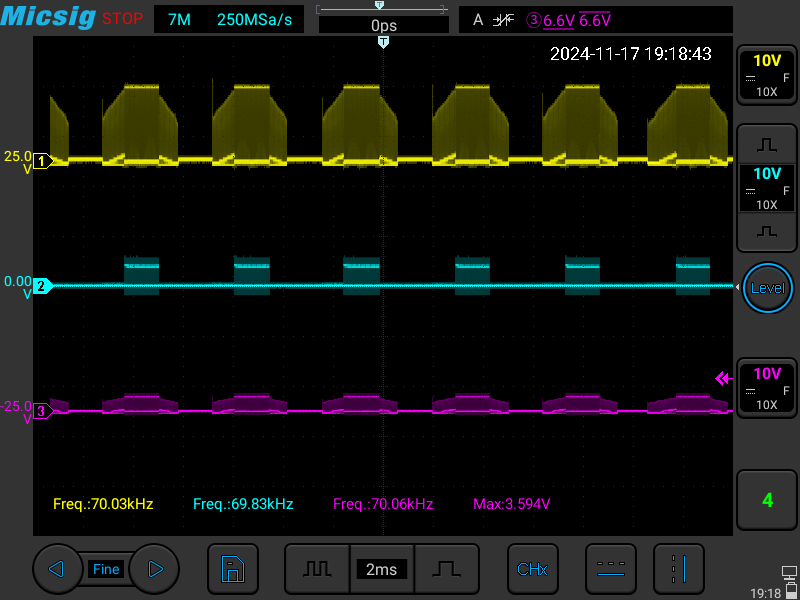 Micsig STOP 7M 250MSa/s 0ps A 3 6.6V 6.6V
T
T
2024-11-17 19:18:43
10V
F
10X
25.0 1
V
10V
F
10X
0.00 2
V
Level
10V
F
10X
-25.0 3
V
Freq.:70.03kHz Freq.:69.83kHz Freq.:70.06kHz Max:3.594V
4
Fine 2ms CHx
19:18